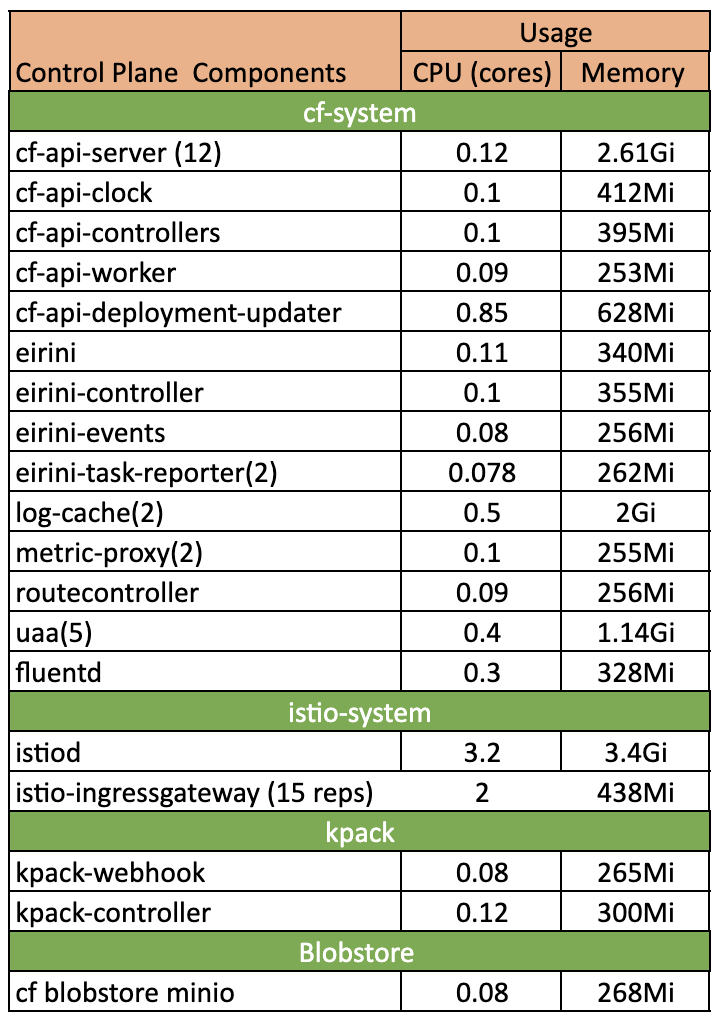 Usage
Control Plane  Components CPU (cores) Memory
cf-system
cf-api-server (12) 0.12 2.61Gi
cf-api-clock 0.1 412Mi
cf-api-controllers 0.1 395Mi
cf-api-worker 0.09 253Mi
cf-api-deployment-updater 0.85 628Mi
eirini 0.11 340Mi
eirini-controller 0.1 355Mi
eirini-events 0.08 256Mi
eirini-task-reporter(2) 0.078 262Mi
log-cache(2) 0.5 2Gi
metric-proxy(2) 0.1 255Mi
routecontroller 0.09 256Mi
uaa(5) 0.4 1.14Gi
fluentd 0.3 328Mi
istio-system
istiod 3.2 3.4Gi
istio-ingressgateway (15 reps) 2 438Mi
kpack
kpack-webhook 0.08 265Mi
kpack-controller 0.12 300Mi
Blobstore
cf blobstore minio 0.08 268Mi